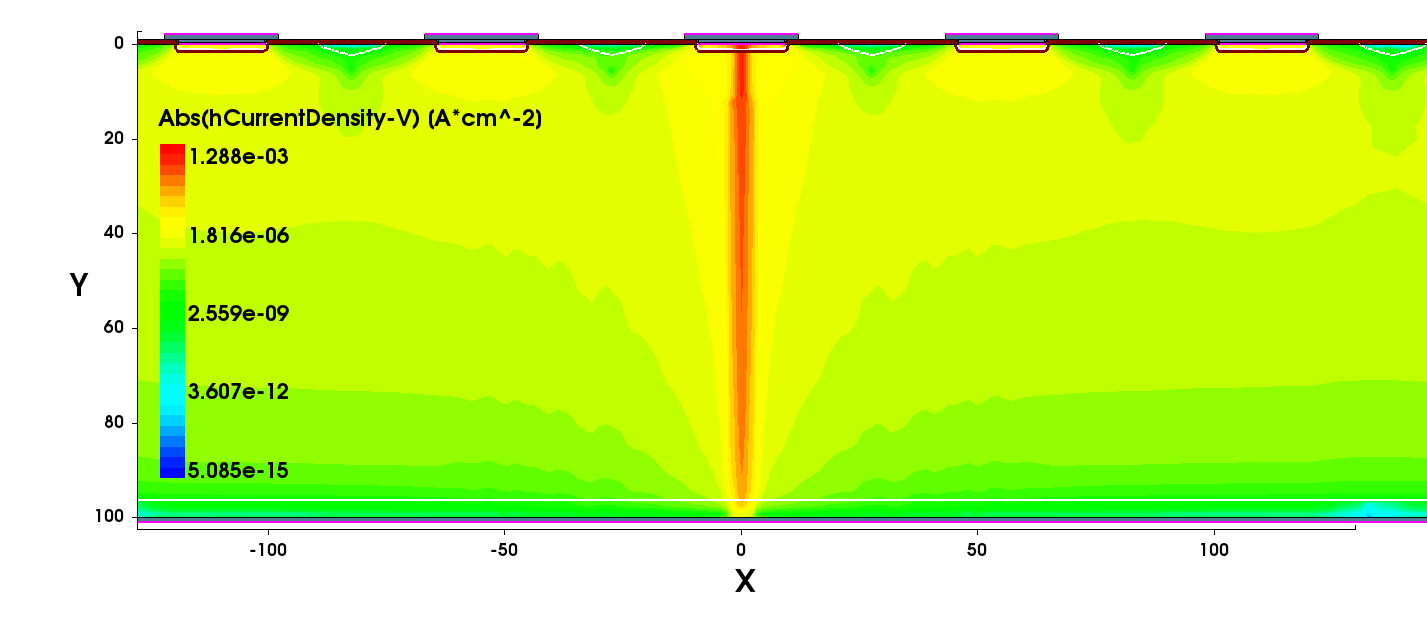 0
Abs(hCurrentDensity-V) (A*cm^-2)
20
1.288e-03
40
1.816e-06
Y
60
2.559e-09
80
3.607e-12
5.085e-15
100
-100 -50 0 50 100
X